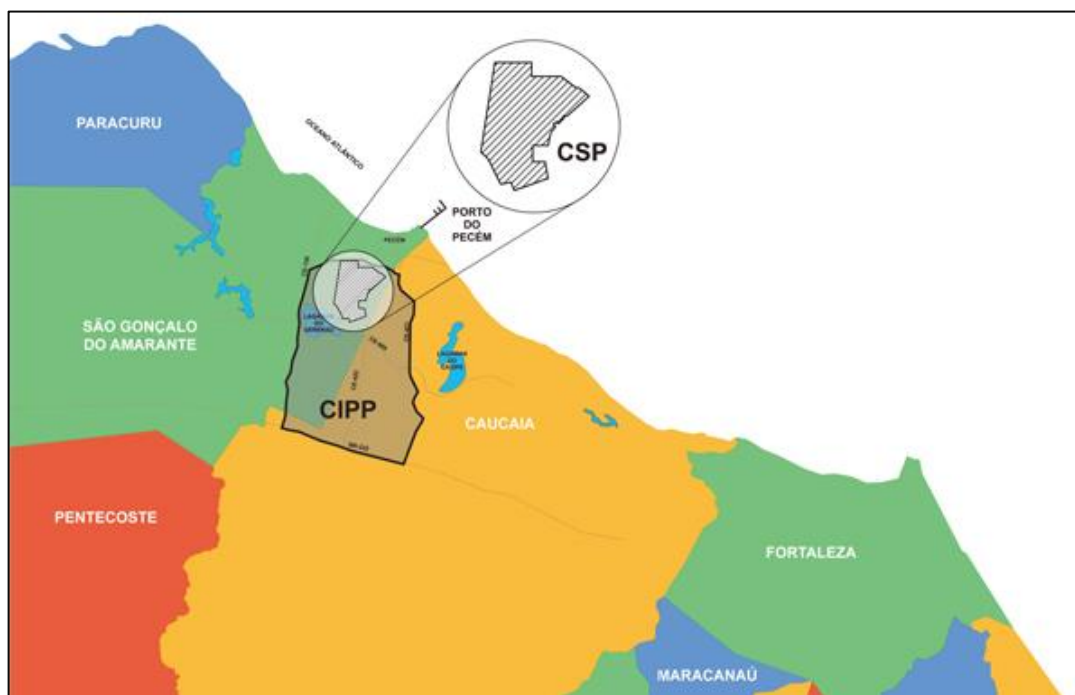 PARACURU
OCEANO ATLÂNTICO
CSP
PORTO
DO
PECÉM
PECÉM
SÃO GONÇALO
DO AMARANTE
CIPP
CAUCAIA
PENTECOSTE
FORTALEZA
MARACANAÚ